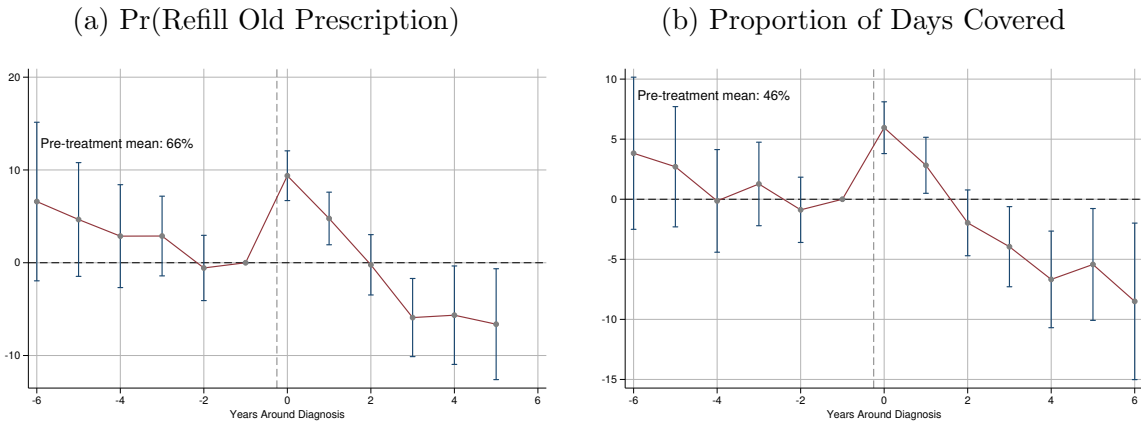 (a) Pr(Refill Old Prescription)
20
10
0
-10
Pre-treatment mean: 66%
-6 -4 -2 0 2 4 6
Years Around Diagnosis
(b) Proportion of Days Covered
10
5
0
-5
-10
-15
Pre-treatment mean: 46%
-6 -4 -2 0 2 4 6
Years Around Diagnosis